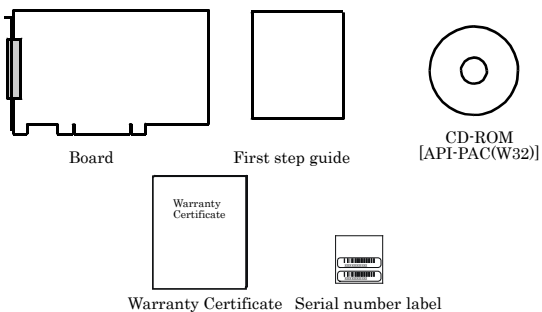 Board
First step guide
CD-ROM
[API-PAC(W32)]
Warranty
Certificate
Warranty Certificate
Serial number label